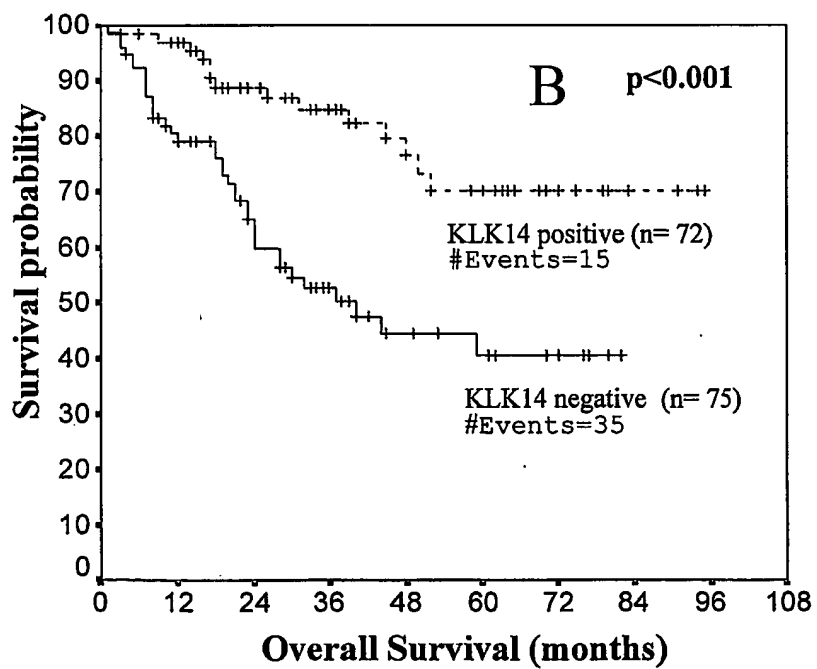 100
90
80
70
60
50
40
30
20
10
0
Survival probability
B
p<0.001
KLK14 positive (n= 72)
#Events=15
KLK14 negative (n= 75)
#Events=35
0 12 24 36 48 60 72 84 96 108
Overall Survival (months)